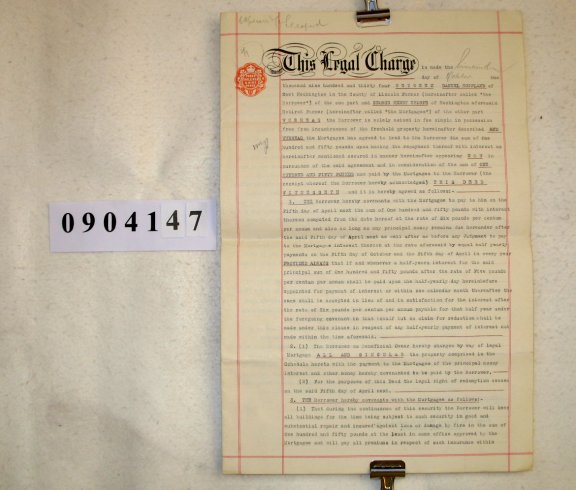 This Legal Charge is made the
day of October One
thousand nine hundred and thirty four BETWEEN DANIEL
of
West Keal in the County of Lincoln Farmer (hereinafter called "the
Borrower") of the one part and HENRY of aforesaid
Retired Farmer (hereinafter called "the Mortgagee") of the other part
WHEREAS the Borrower is solely seised in fee simple in possession
free from incumbrances of the freehold property hereinafter described AND
WHEREAS the Mortgagee has agreed to lend to the Borrower the sum of One
hundred and fifty pounds upon having the repayment thereof with interest as
hereinafter mentioned secured in manner hereinafter appearing NOW in
pursuance of the said agreement and in consideration of the sum of ONE
HUNDRED AND FIFTY POUNDS now paid by the Mortgagee to the Borrower (the
receipt whereof the Borrower hereby acknowledges) THIS DEED
WITNESSETH and it is hereby agreed as follows:-
1. THE Borrower hereby covenants with the Mortgagee to pay to him on the
Fifth day of April next the sum of One hundred and fifty pounds with interest
thereon computed from the date hereof at the rate of Six pounds per centum
per annum and also so long as any principal money remains due hereunder after
the said Fifth day of April next as well after as before any Judgment to pay
to the Mortgagee interest thereon at the rate aforesaid by equal half yearly
payments on the Fifth day of October and the Fifth day of April in every year
PROVIDED ALWAYS that if and whenever a half-years interest for the said
principal sum of One hundred and fifty pounds after the rate of Five pounds
per centum per annum shall be paid upon the half-yearly day hereinbefore
appointed for payment of interest or within one calendar month thereafter the
same shall be accepted in lieu of and in satisfaction for the interest after
the rate of Six pounds per centum per annum payable for that half year under
the foregoing covenant in that behalf but no claim for reduction shall be
made under this clause in respect of any half-yearly payment of interest not
made within the time aforesaid.
2. (1) The Borrower as Beneficial Owner hereby charges by way of legal
Mortgage ALL AND SINGULAR the property comprised in the
Schedule hereto with the payment to the Mortgagee of the principal money
interest and other money hereby covenanted to be paid by the Borrower.
(2) For the purposes of this Deed the legal right of redemption ceases
on the said Fifth day of April next.
3. THE Borrower hereby covenants with the Mortgagee as follows:-
(1) That during the continuance of this security the Borrower will keep
all buildings for the time being subject to such security in good and
substantial repair and insured against loss or damage by fire in the sum of
One hundred and fifty pounds at the least in some office approved by the
Mortgagee and will pay all premiums in respect of such insurance within
0904147